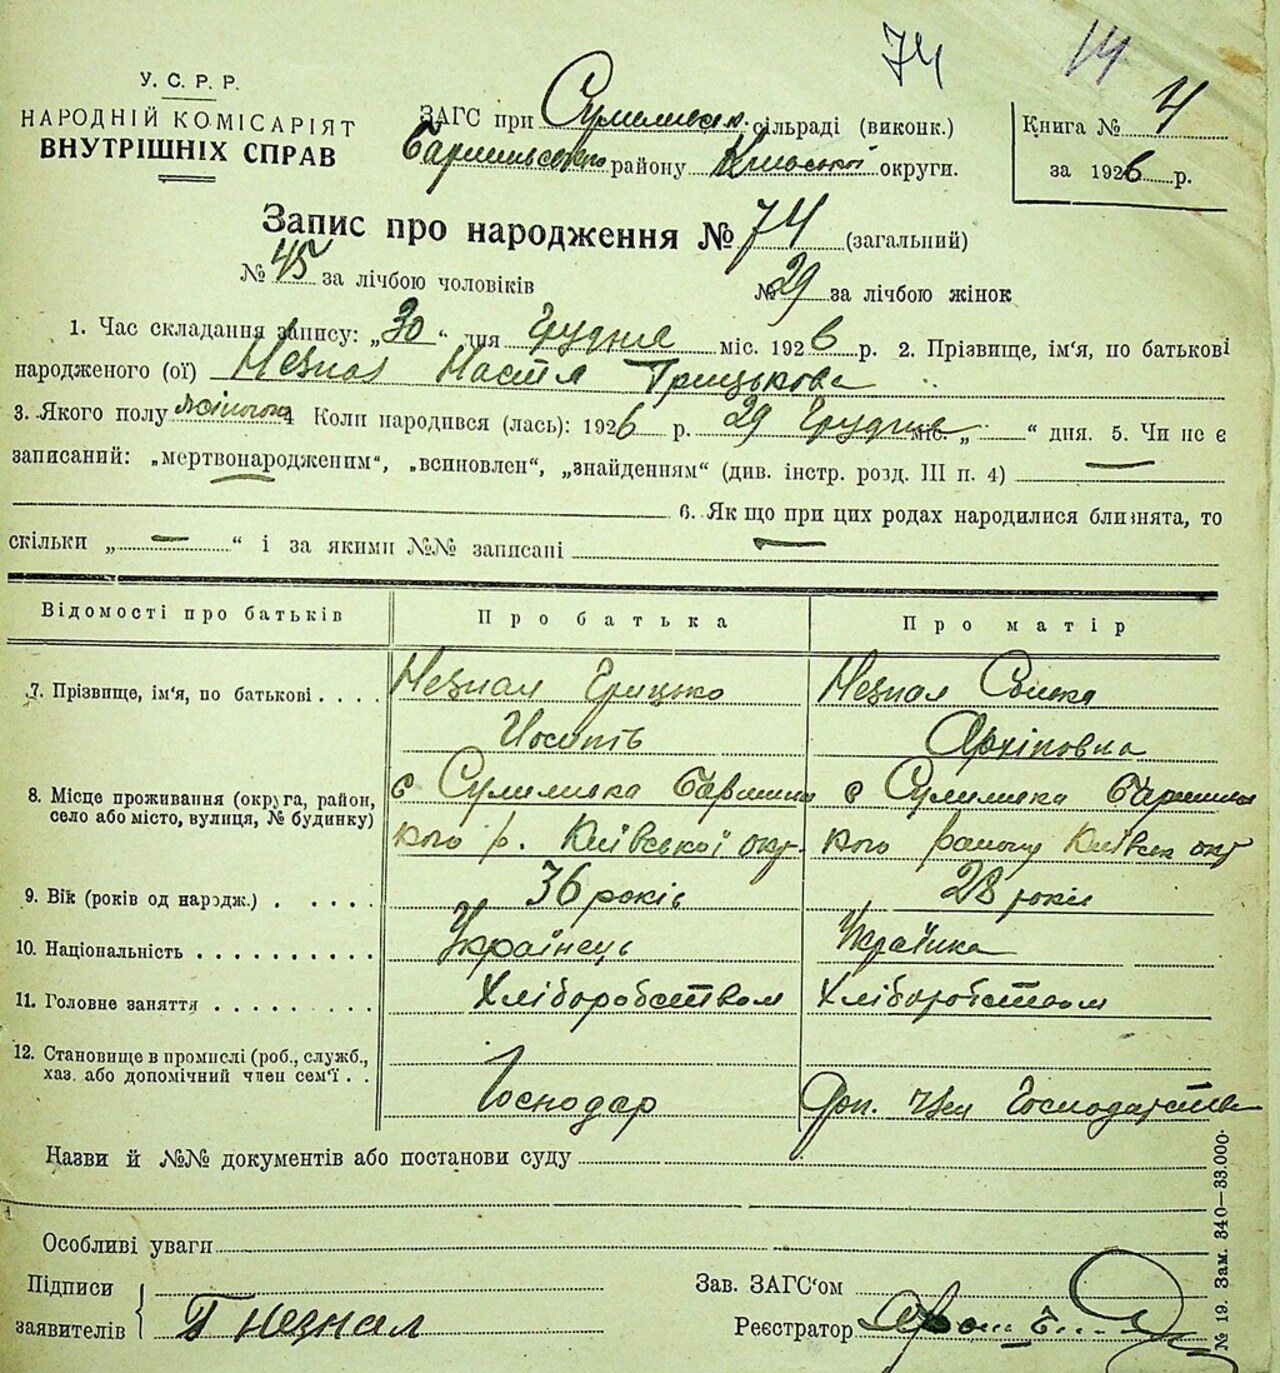 74 14
У. С. Р. Р.
НАРОДНІЙ КОМІСАРІЯТ
ВНУТРІШНІХ СПРАВ
ЗАГС при Сулимівськ. сільраді (виконк.)
Баришівського району Київської округи.
Книга № 4
за 1926 р.
Запис про народження № 74 (загальний)
№ 45 за лічбою чоловіків № 29 за лічбою жінок
1. Час складання запису: „30“ дня Грудня міс. 1926 р. 2. Прізвище, ім‘я, по батькові
народженого (ої) Незнал Настя Грицькова
3. Якого полу жіночого 4 Коли народився (лась): 1926 р. 29 Грудня міс. „ “ дня. 5. Чи не є
записаний: „мертвонародженим“, „всиновлен“, „знайденням“ (див. інстр. розд. III п. 4)
6. Як що при цих родах народилися близнята, то
скільки „ — “ і за якими №№ записані —
Відомості про батьків Про батька Про матір
7. Прізвище, ім‘я, по батькові . . . . Незнал Грицько Незнал
Йосипів Архіповна
8. Місце проживання (округа, район, с Сулимівка Баришівс с Сулимівка Баришівсь
село або місто, вулиця, № будинку) кого р. Київської окр. кого району Київськ окр
9. Вік (років од народж.) . . . . . 36 років 28 років
10. Національність . . . . . . . . . . Українець Українка
11. Головне заняття . . . . . . . . . Хліборобством Хліборобством
12. Становище в промислі (роб., служб.,
хаз. або допомічний член сем‘ї . . Господар Доп. член Господарства
Назви й №№ документів або постанови суду
Особливі уваги
Підписи Зав. ЗАГС‘ом
заявителів Г Незнал Реєстратор
№ 19. Зам. 340—33.000.